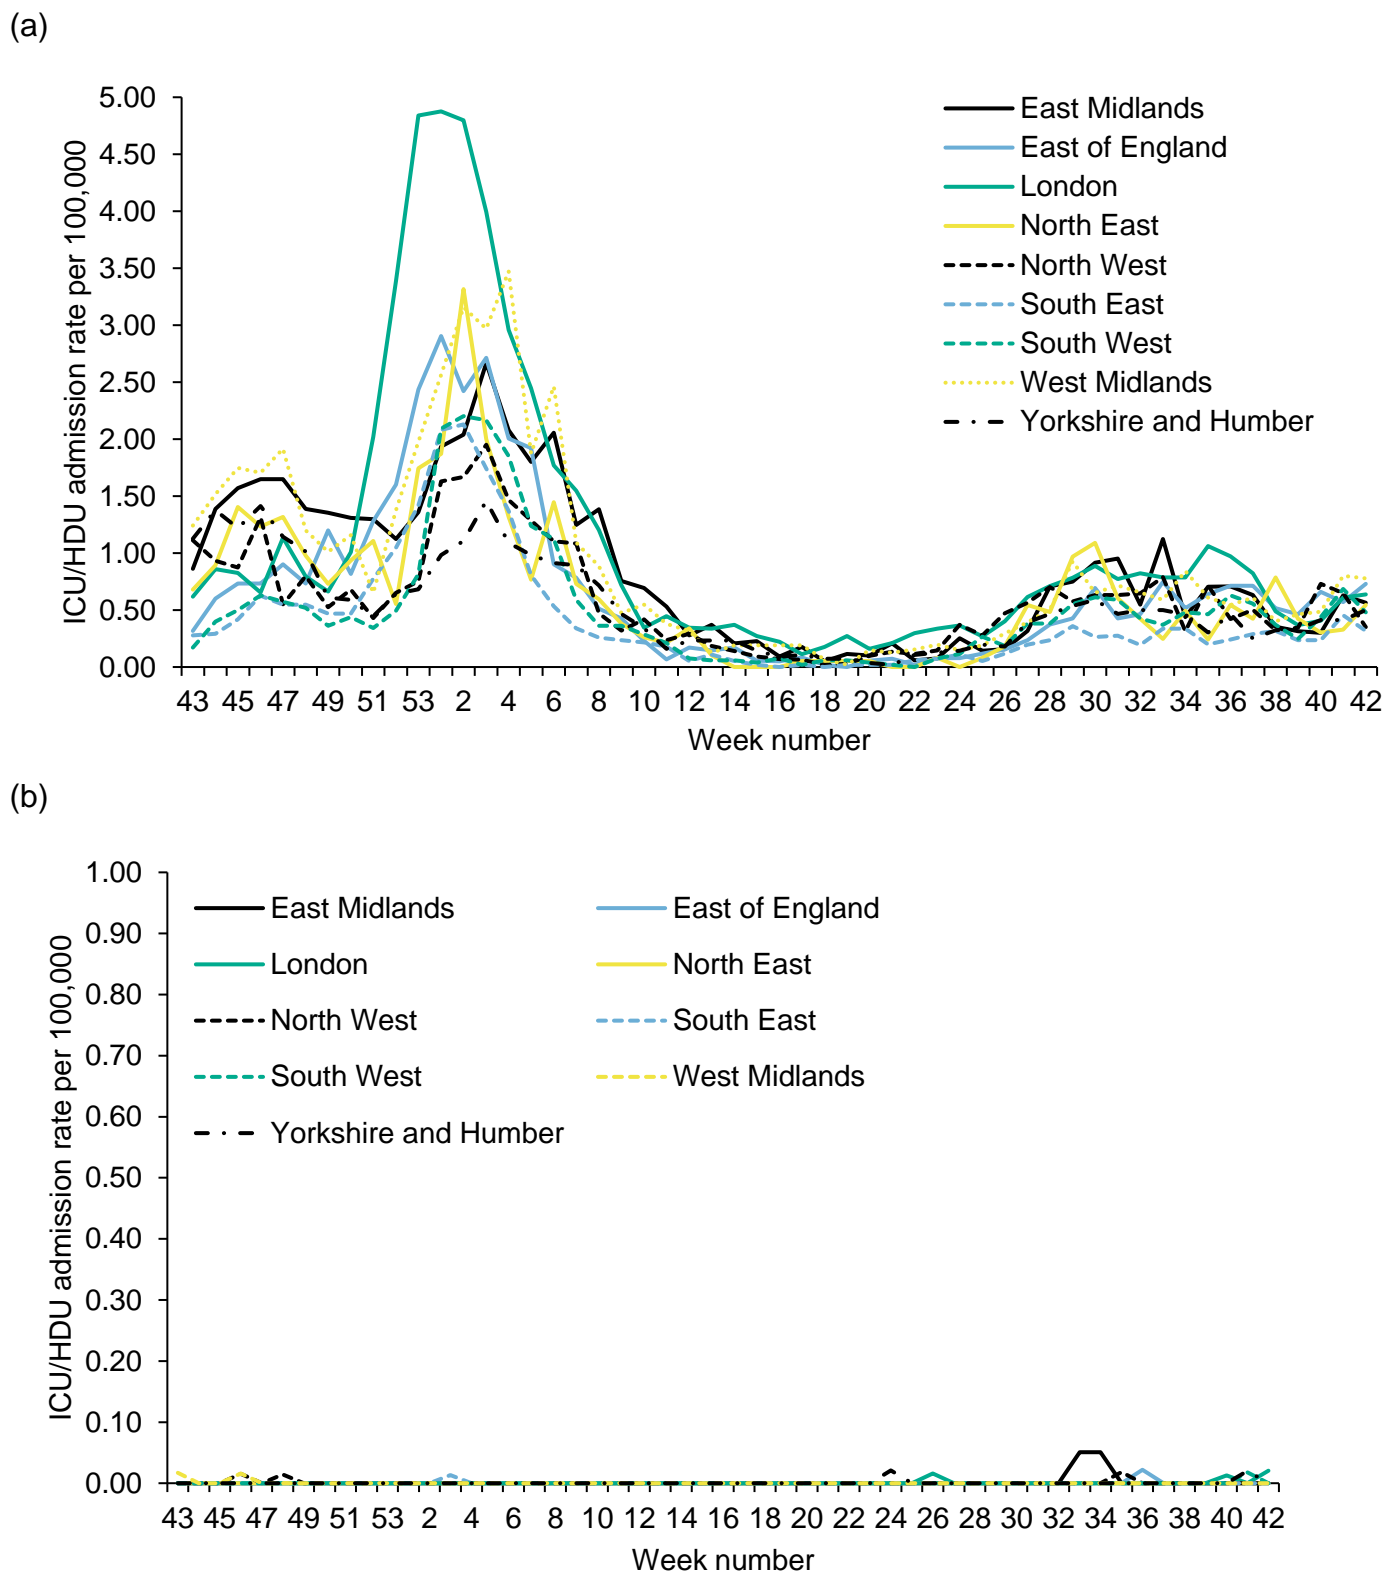 (a)
ICU/HDU admission rate per 100,000
5.00
4.50
4.00
3.50
3.00
2.50
2.00
1.50
1.00
0.50
0.00
East Midlands
East of England
London
North East
North West
South East
South West
West Midlands
Yorkshire and Humber
43 45 47 49 51 53 2 4 6 8 10 12 14 16 18 20 22 24 26 28 30 32 34 36 38 40 42
Week number
(b)
ICU/HDU admission rate per 100,000
1.00
0.90
0.80
0.70
0.60
0.50
0.40
0.30
0.20
0.10
0.00
East Midlands East of England
London North East
North West South East
South West West Midlands
Yorkshire and Humber
43 45 47 49 51 53 2 4 6 8 10 12 14 16 18 20 22 24 26 28 30 32 34 36 38 40 42
Week number